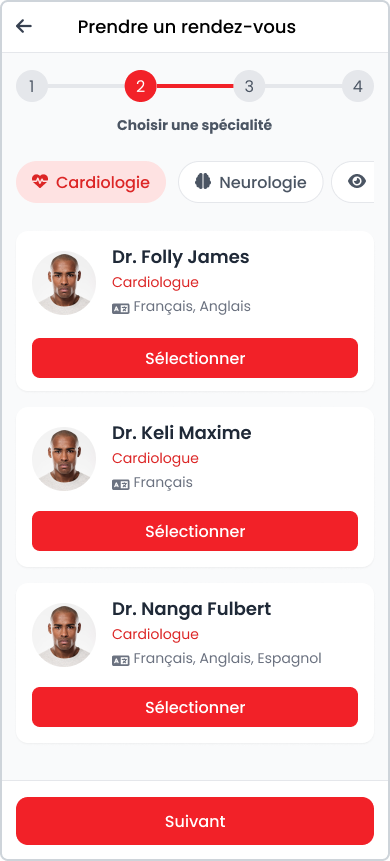 Prendre un rendez-vous
1 2 3 4
Choisir une spécialité
Cardiologie Neurologie
Dr. Folly James
Cardiologue
Français, Anglais
Sélectionner
Dr. Keli Maxime
Cardiologue
Français
Sélectionner
Dr. Nanga Fulbert
Cardiologue
Français, Anglais, Espagnol
Sélectionner
Suivant